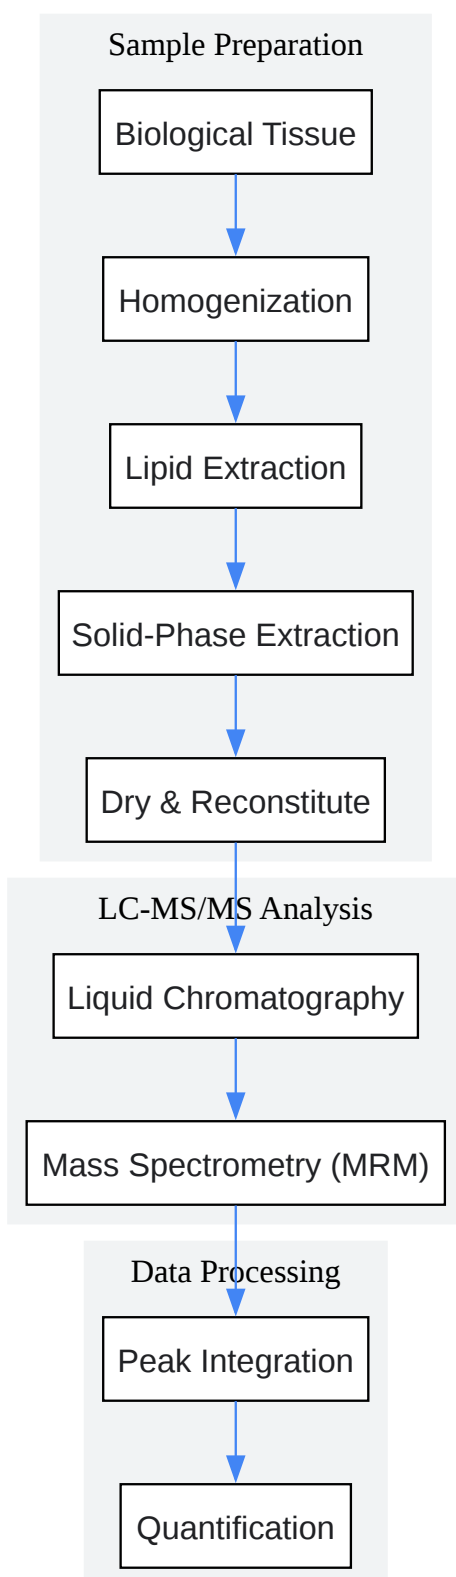 Sample Preparation
Biological Tissue
Homogenization
Lipid Extraction
Solid-Phase Extraction
Dry & Reconstitute
LC-MS/MS Analysis
Liquid Chromatography
Mass Spectrometry (MRM)
Data Processing
Peak Integration
Quantification